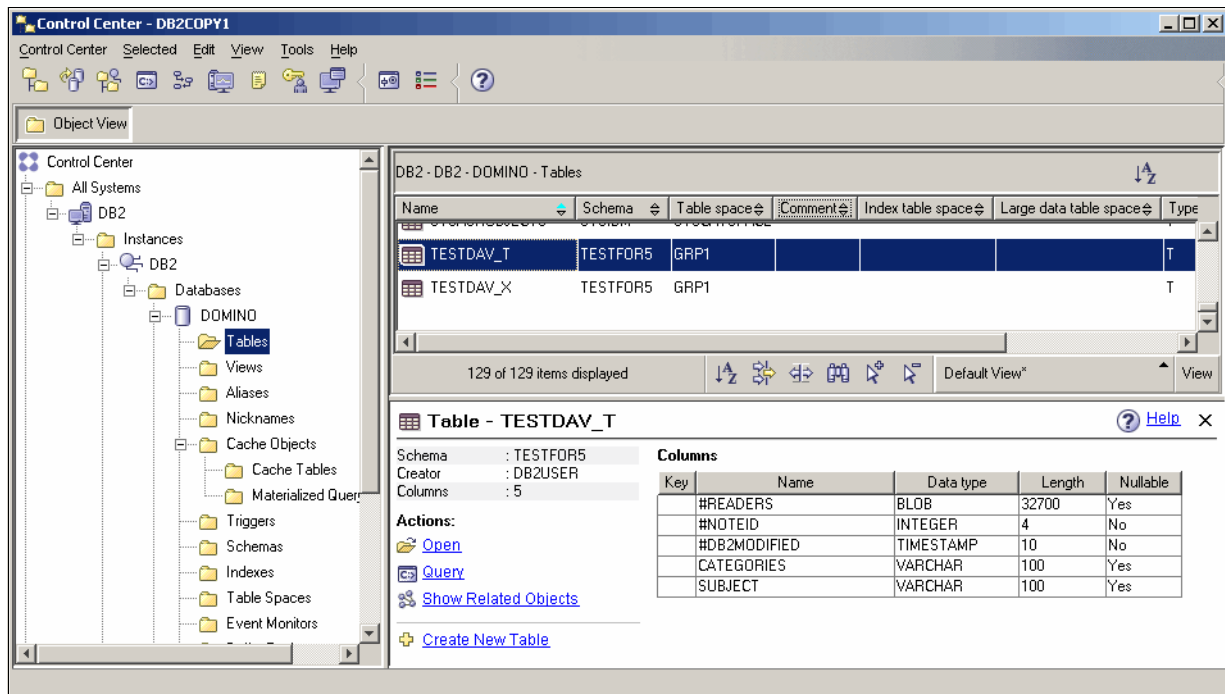 Control Center - DB2COPY1
Control Center Selected Edit View Tools Help
Object View
Control Center
All Systems
DB2
Instances
DB2
Databases
DOMINO
Tables
Views
Aliases
Nicknames
Cache Objects
Cache Tables
Materialized Quer
Triggers
Schemas
Indexes
Table Spaces
Event Monitors
DB2 - DB2 - DOMINO - Tables
Name Schema Table space Comment Index table space Large data table space Type
TESTDAV_T TESTFOR5 GRP1 T
TESTDAV_X TESTFOR5 GRP1 T
129 of 129 items displayed Default View* View
Table - TESTDAV_T Help
Schema : TESTFOR5
Creator : DB2USER
Columns : 5
Actions:
Open
Query
Show Related Objects
Create New Table
Columns
Key Name Data type Length Nullable
#READERS BLOB 32700 Yes
#NOTEID INTEGER 4 No
#DB2MODIFIED TIMESTAMP 10 No
CATEGORIES VARCHAR 100 Yes
SUBJECT VARCHAR 100 Yes